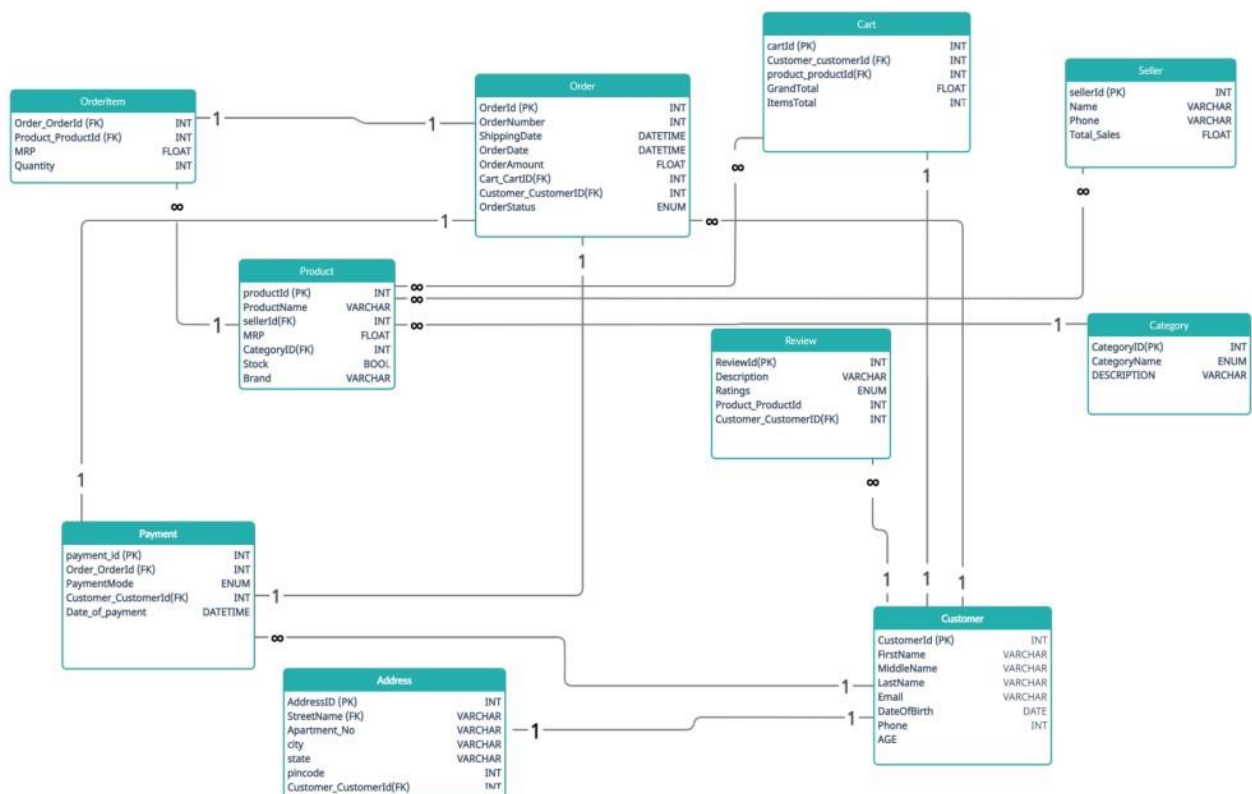 Cart
cartId (PK) INT
Customer_customerId (FK) INT
product_productId(FK) INT
GrandTotal FLOAT
ItemsTotal INT
Seller
sellerId (PK) INT
Name VARCHAR
Phone VARCHAR
Total_Sales FLOAT
Order
OrderId (PK) INT
OrderNumber INT
ShippingDate DATETIME
OrderDate DATETIME
OrderAmount FLOAT
Cart_CartID(FK) INT
Customer_CustomerID(FK) INT
OrderStatus ENUM
OrderItem
Order_OrderId (FK) INT
Product_ProductId (FK) INT
MRP FLOAT
Quantity INT
1
1
∞
1
∞
1
∞
∞
1
Product
productId (PK) INT
ProductName VARCHAR
sellerId(FK) INT
MRP FLOAT
CategoryID(FK) INT
Stock BOOL
Brand VARCHAR
∞
∞
1
∞
1
Category
CategoryID(PK) INT
CategoryName ENUM
DESCRIPTION VARCHAR
Review
ReviewId(PK) INT
Description VARCHAR
Ratings ENUM
Product_ProductId INT
Customer_CustomerID(FK) INT
1
∞
Payment
payment_id (PK) INT
Order_OrderId (FK) INT
PaymentMode ENUM
Customer_CustomerId(FK) INT
Date_of_payment DATETIME
1
∞
1
1
1
Customer
CustomerId (PK) INT
FirstName VARCHAR
MiddleName VARCHAR
LastName VARCHAR
Email VARCHAR
DateOfBirth DATE
Phone INT
AGE
1
1
1
Address
AddressID (PK) INT
StreetName (FK) VARCHAR
Apartment_No VARCHAR
city VARCHAR
state VARCHAR
pincode INT
Customer_CustomerId(FK) INT